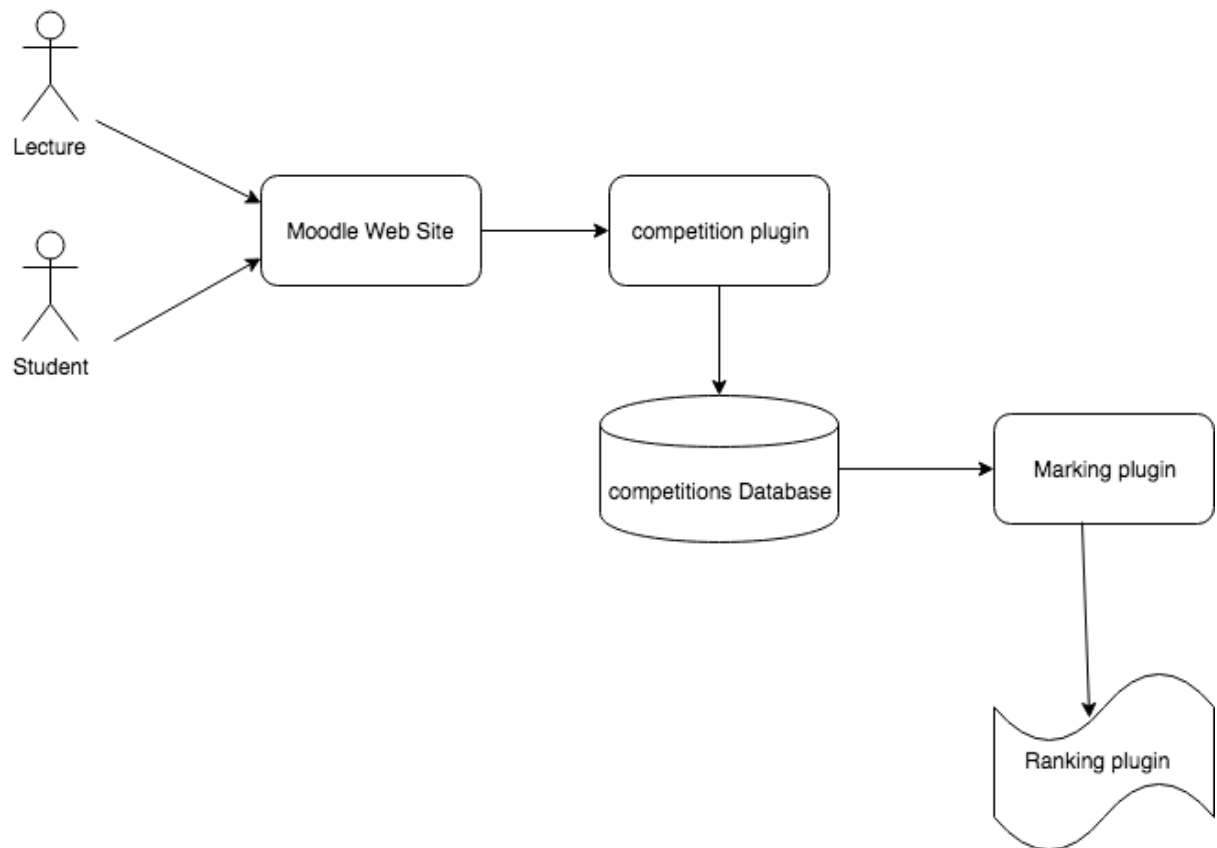 Lecture
Moodle Web Site
competition plugin
Student
competitions Database
Marking plugin
Ranking plugin